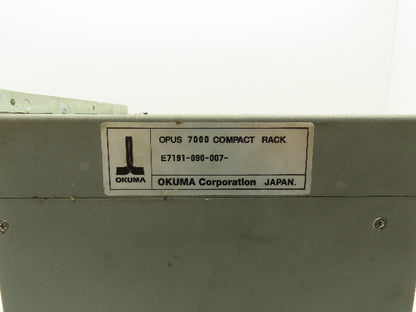 OPUS 7000 COMPACT RACK
E7191-090-007-
OKUMA
OKUMA Corporation JAPAN.